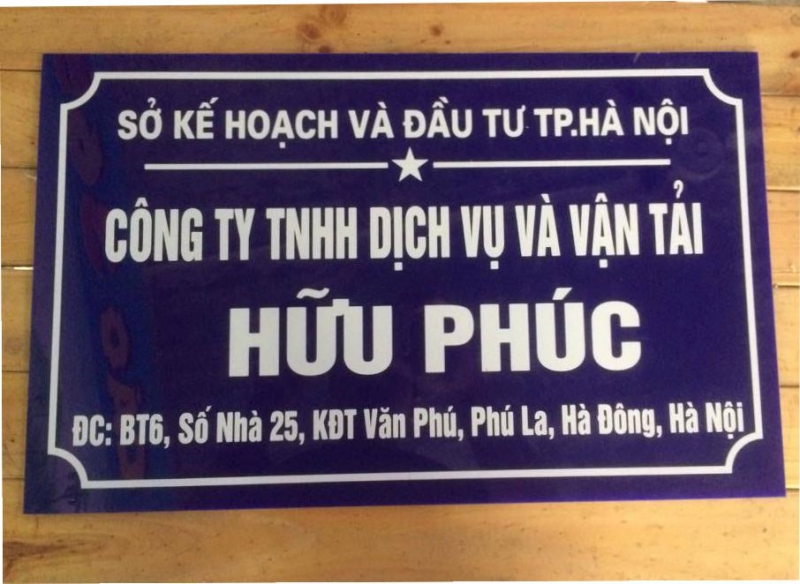 SỞ KẾ HOẠCH VÀ ĐẦU TƯ TP.HÀ NỘI
CÔNG TY TNHH DỊCH VỤ VÀ VẬN TẢI
HỮU PHÚC
ĐC: BT6, Số Nhà 25, KĐT Văn Phú, Phú La, Hà Đông, Hà Nội